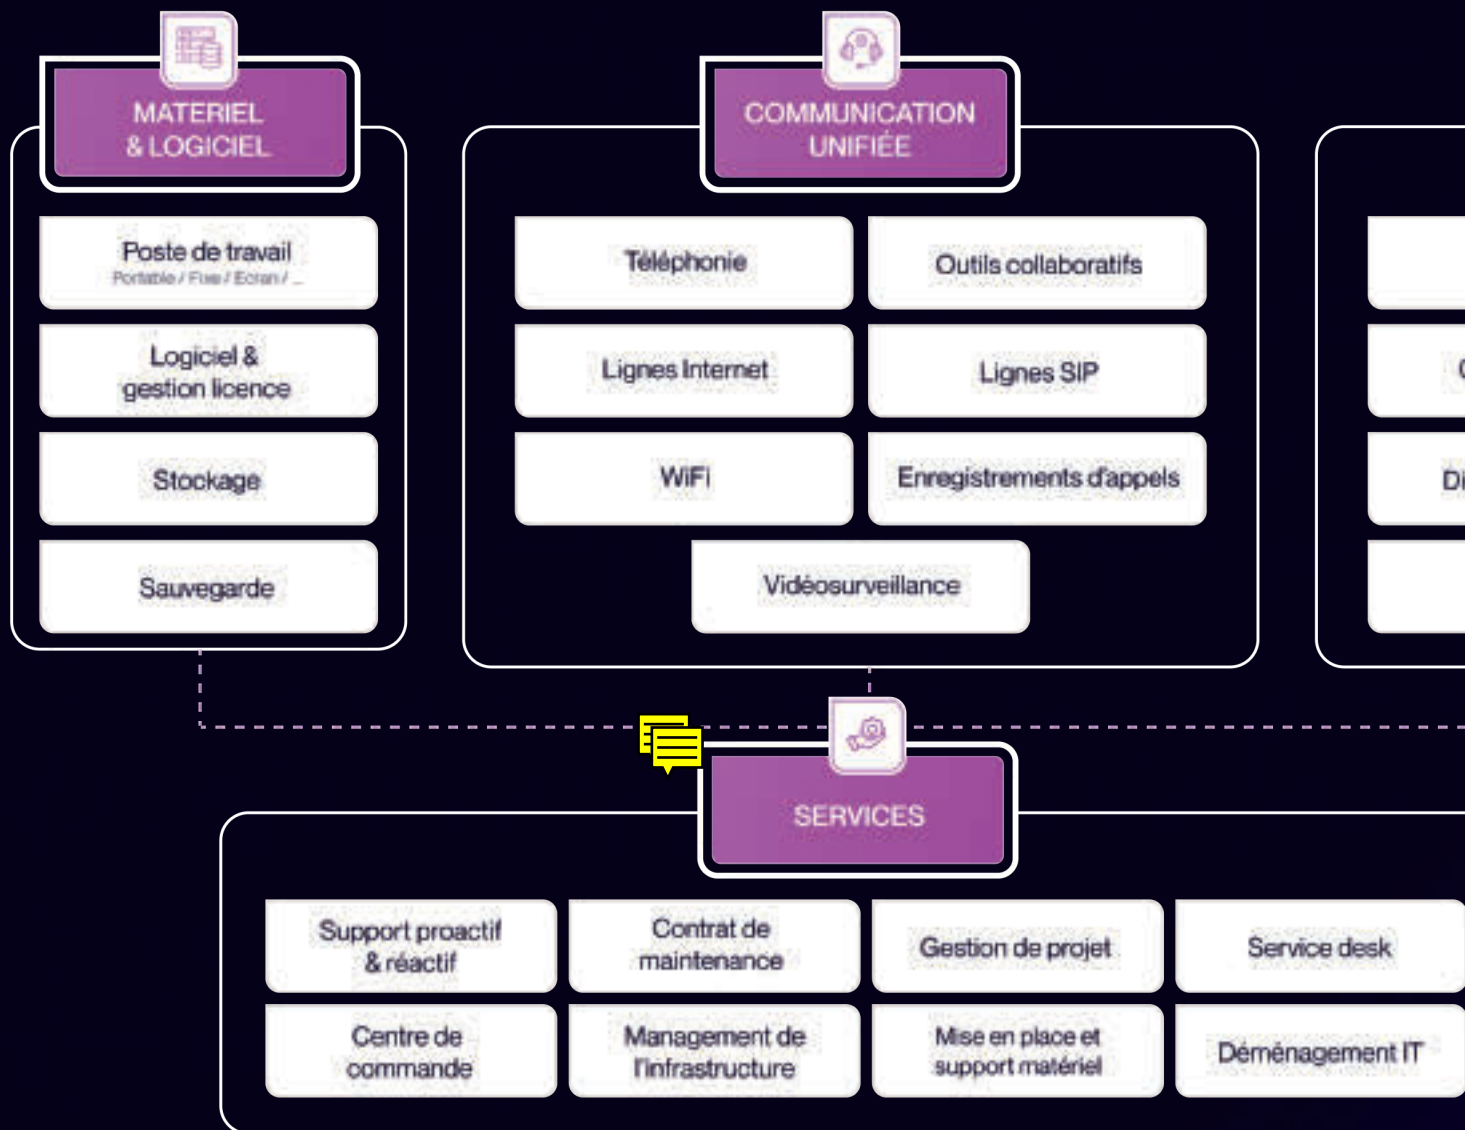 MATERIEL
& LOGICIEL
Poste de travail
Portable / Fixe / Ecran / ...
Logiciel &
gestion licence
Stockage
Sauvegarde
COMMUNICATION
UNIFIÉE
Téléphonie
Outils collaboratifs
Lignes Internet
Lignes SIP
WiFi
Enregistrements d'appels
Vidéosurveillance
Di
SERVICES
Support proactif
& réactif
Contrat de
maintenance
Gestion de projet
Service desk
Centre de
commande
Management de
l'infrastructure
Mise en place et
support matériel
Déménagement IT